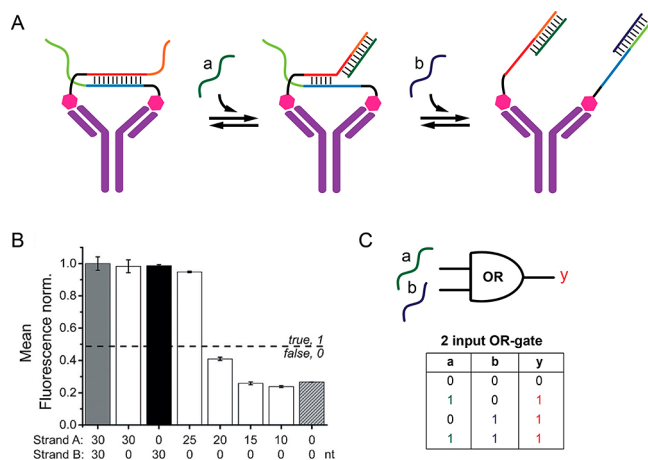 A
a
b
B
Mean
Fluorescence norm.
1.0
0.8
0.6
0.4
0.2
0.0
true, 1
false, 0
Strand A: 30 30 0 25 20 15 10 0
Strand B: 30 0 30 0 0 0 0 0 nt
C
a
b
OR
y
2 input OR-gate
a b y
0 0 0
1 0 1
0 1 1
1 1 1